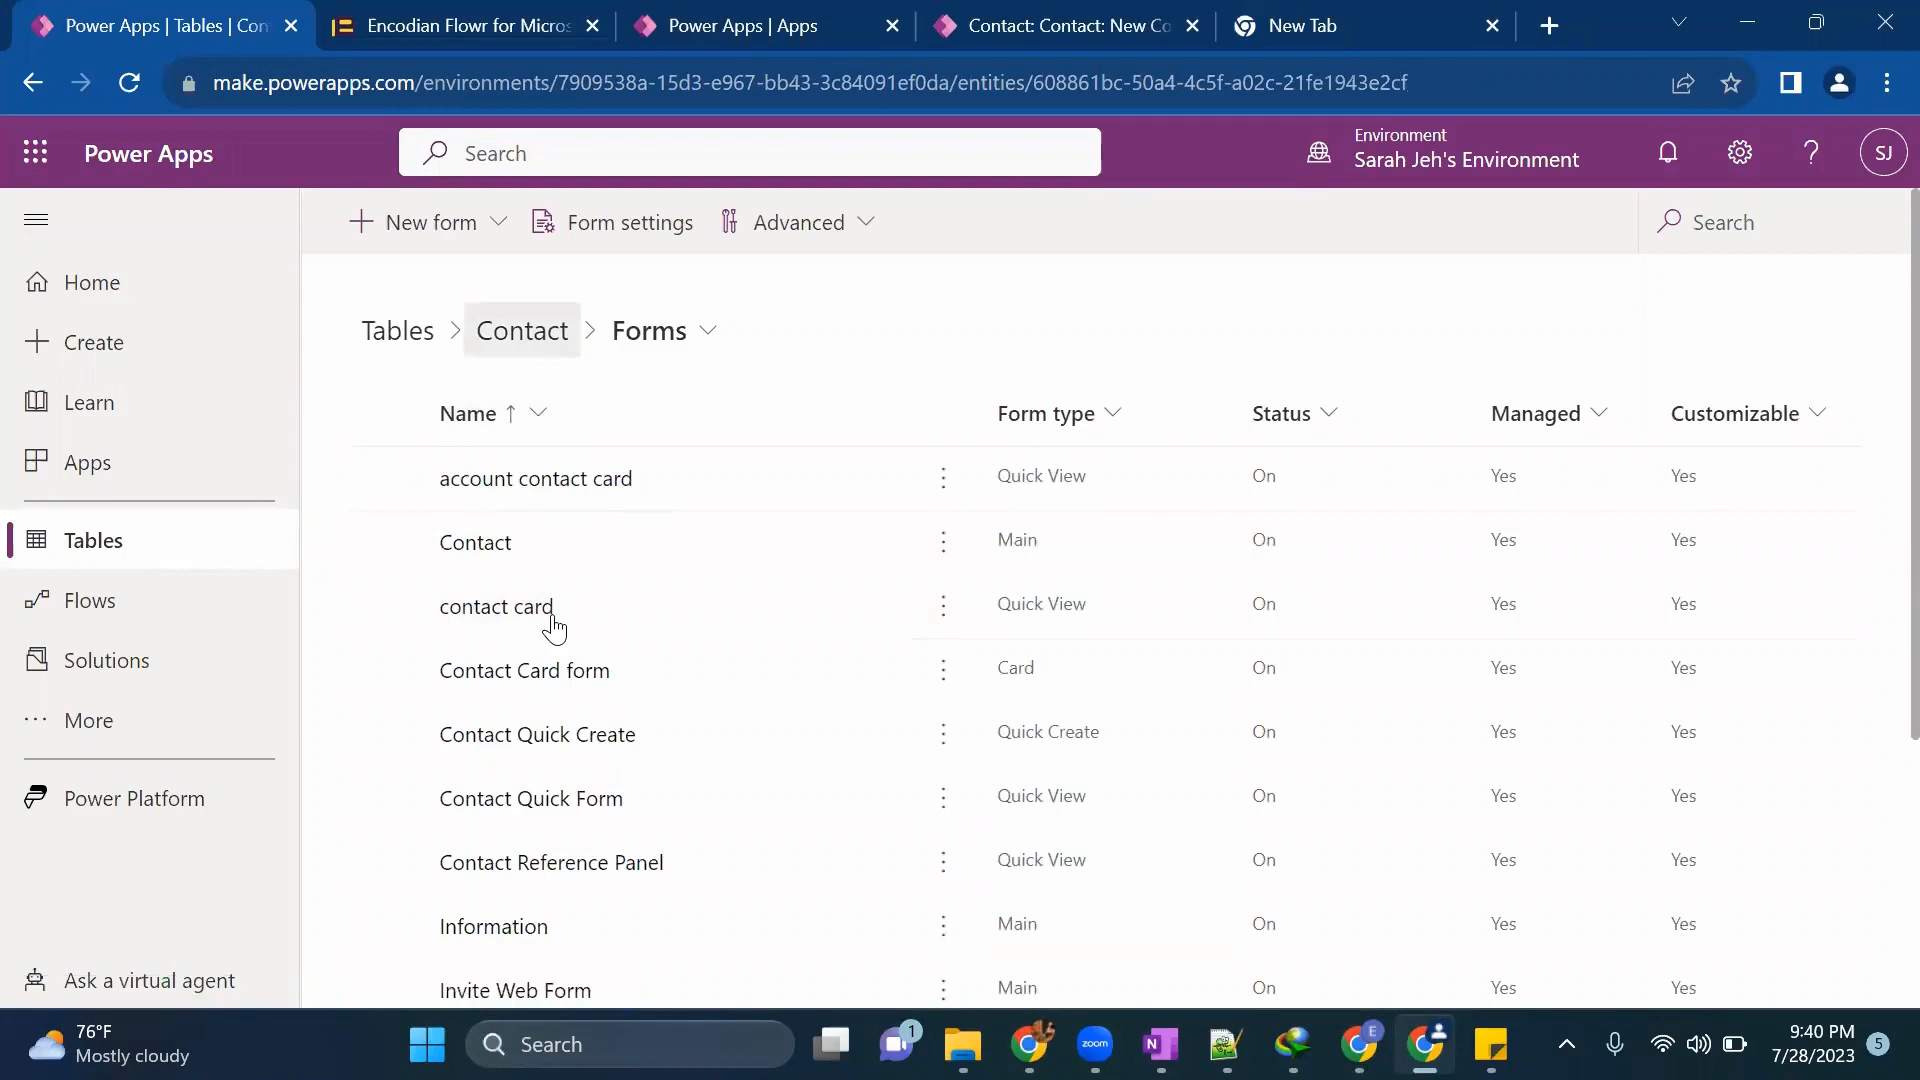 Power Apps | Tables | Con
Encodian Flowr for Micros
Power Apps | Apps
Contact: Contact: New Co
New Tab
make.powerapps.com/environments/7909538a-15d3-e967-bb43-3c84091ef0da/entities/608861bc-50a4-4c5f-a02c-21fe1943e2cf
Power Apps
Search
Environment
Sarah Jeh's Environment
SJ
New form
Form settings
Advanced
Search
Home
Create
Learn
Apps
Tables
Flows
Solutions
More
Power Platform
Ask a virtual agent
Tables > Contact > Forms
Name Form type Status Managed Customizable
account contact card Quick View On Yes Yes
Contact Main On Yes Yes
contact card Quick View On Yes Yes
Contact Card form Card On Yes Yes
Contact Quick Create Quick Create On Yes Yes
Contact Quick Form Quick View On Yes Yes
Contact Reference Panel Quick View On Yes Yes
Information Main On Yes Yes
Invite Web Form Main On Yes Yes
76°F
Mostly cloudy
Search
1
zoom
N
E
9:40 PM
7/28/2023
5